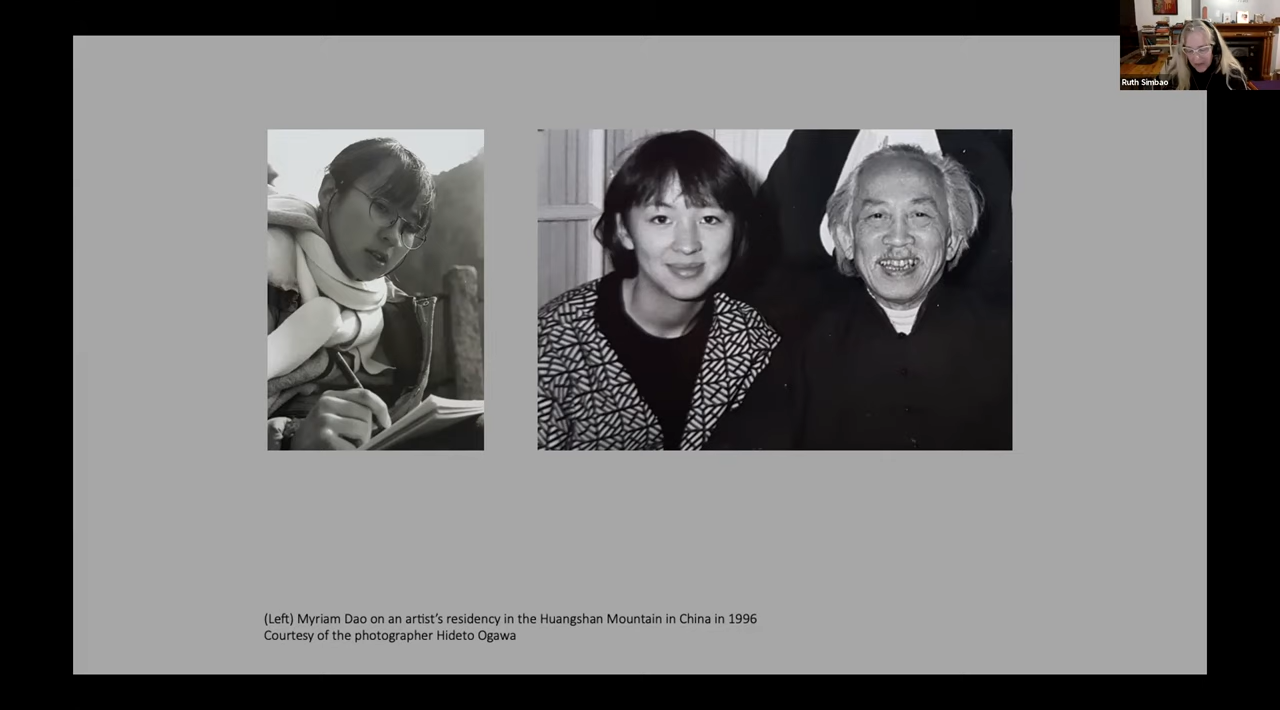 Ruth Simbao
(Left) Myriam Dao on an artist's residency in the Huangshan Mountain in China in 1996
Courtesy of the photographer Hideto Ogawa